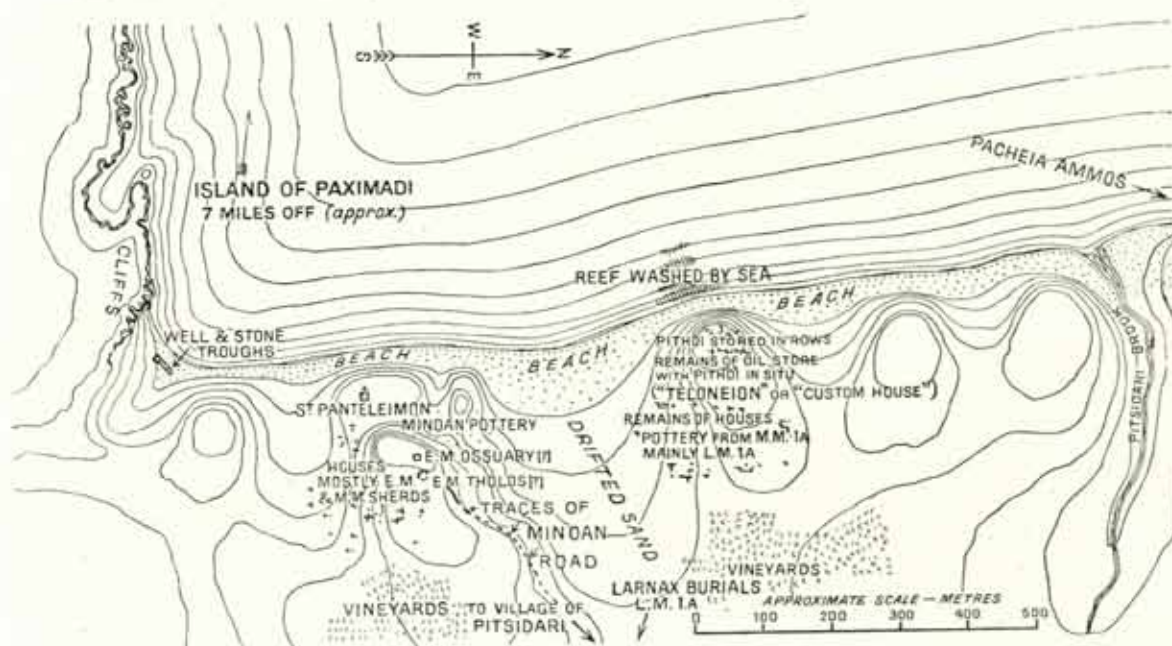 W
S N
E
PACHEIA AMMOS
ISLAND OF PAXIMADI
7 MILES OFF (approx.)
CLIFFS
REEF WASHED BY SEA
BEACH
WELL & STONE
TROUGHS
BEACH
BEACH
PITHOI STORED IN ROWS
REMAINS OF OIL STORE
WITH PITHOI IN SITU
("TELONEION" OR "CUSTOM HOUSE")
REMAINS OF HOUSES
POTTERY FROM M.M. 1A
MAINLY L.M. 1A
PITSIDARI BROOK
ST PANTELEIMON
MINOAN POTTERY
E.M. OSSUARY [?]
HOUSES
MOSTLY E.M.
& M.M SHERDS
E.M. THOLOS [?]
DRIFTED SAND
TRACES OF
MINOAN
ROAD
VINEYARDS
LARNAX BURIALS
L.M. 1A
VINEYARDS
TO VILLAGE OF
PITSIDARI
APPROXIMATE SCALE — METRES
0 100 200 300 400 500